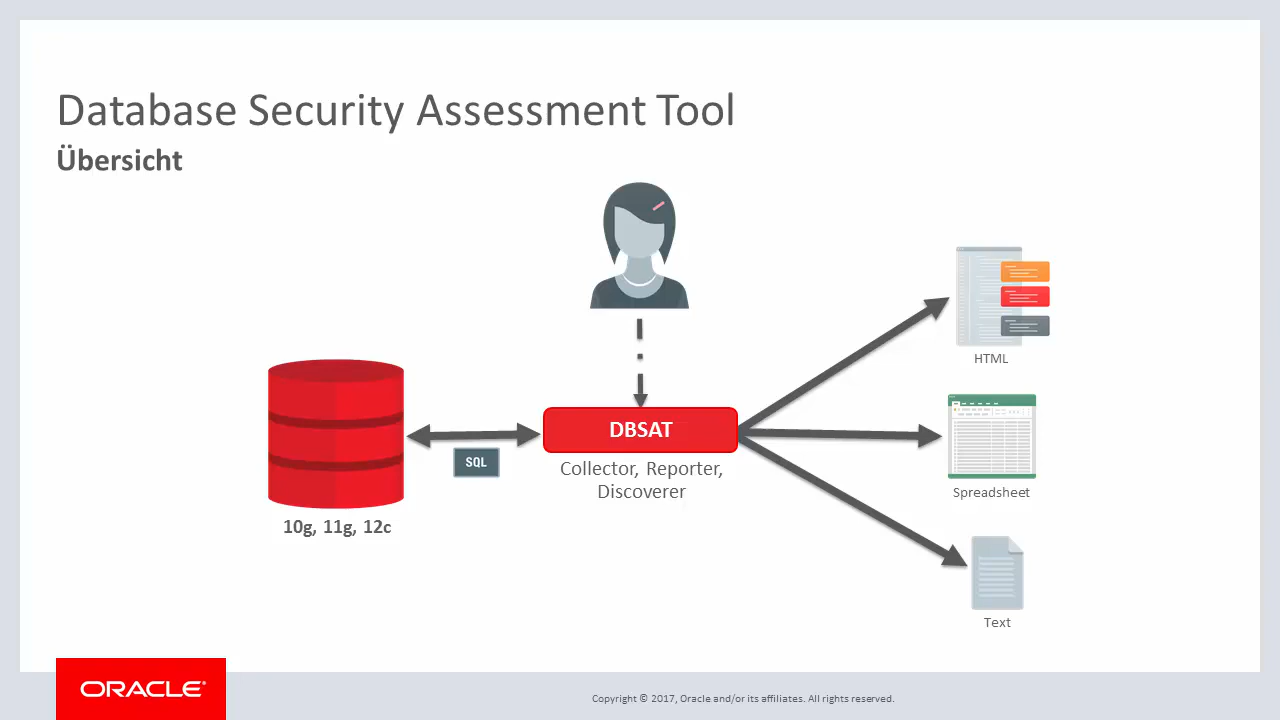 Database Security Assessment Tool
Übersicht
HTML
DBSAT
SQL
Collector, Reporter,
Discoverer
Spreadsheet
10g, 11g, 12c
Text
ORACLE®
Copyright © 2017, Oracle and/or its affiliates. All rights reserved.